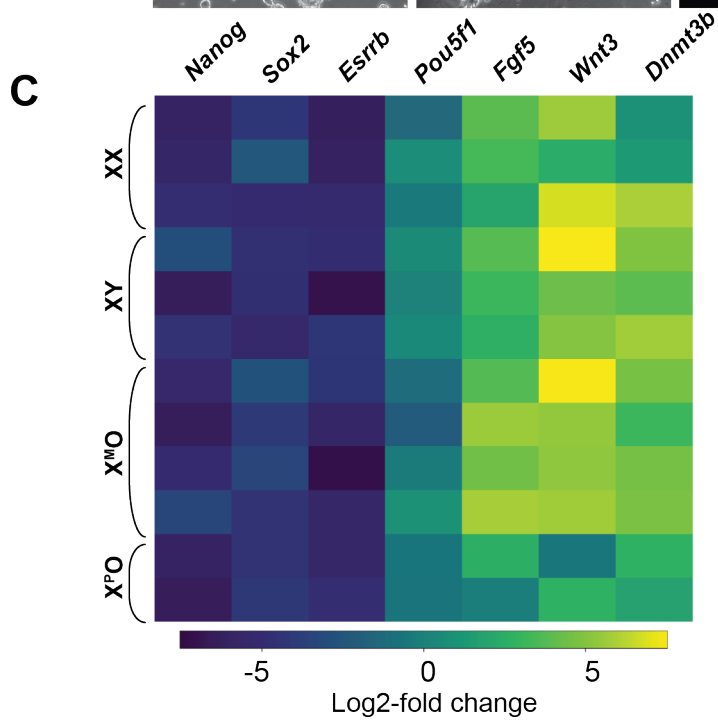 C
Nanog Sox2 Esrrb Pou5f1 Fgf5 Wnt3 Dnmt3b
XX
XY
XᴹO
XᴾO
-5 0 5
Log2-fold change